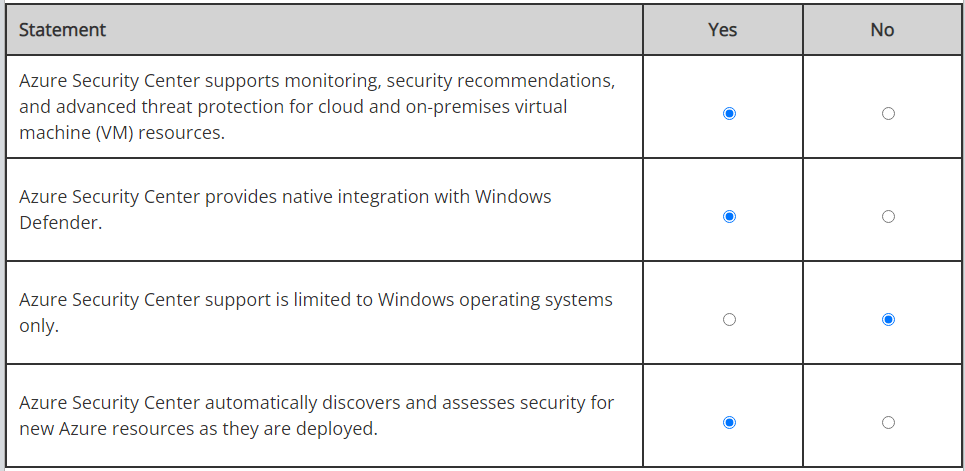 Statement Yes No
Azure Security Center supports monitoring, security recommendations,
and advanced threat protection for cloud and on-premises virtual
machine (VM) resources.
Azure Security Center provides native integration with Windows
Defender.
Azure Security Center support is limited to Windows operating systems
only.
Azure Security Center automatically discovers and assesses security for
new Azure resources as they are deployed.